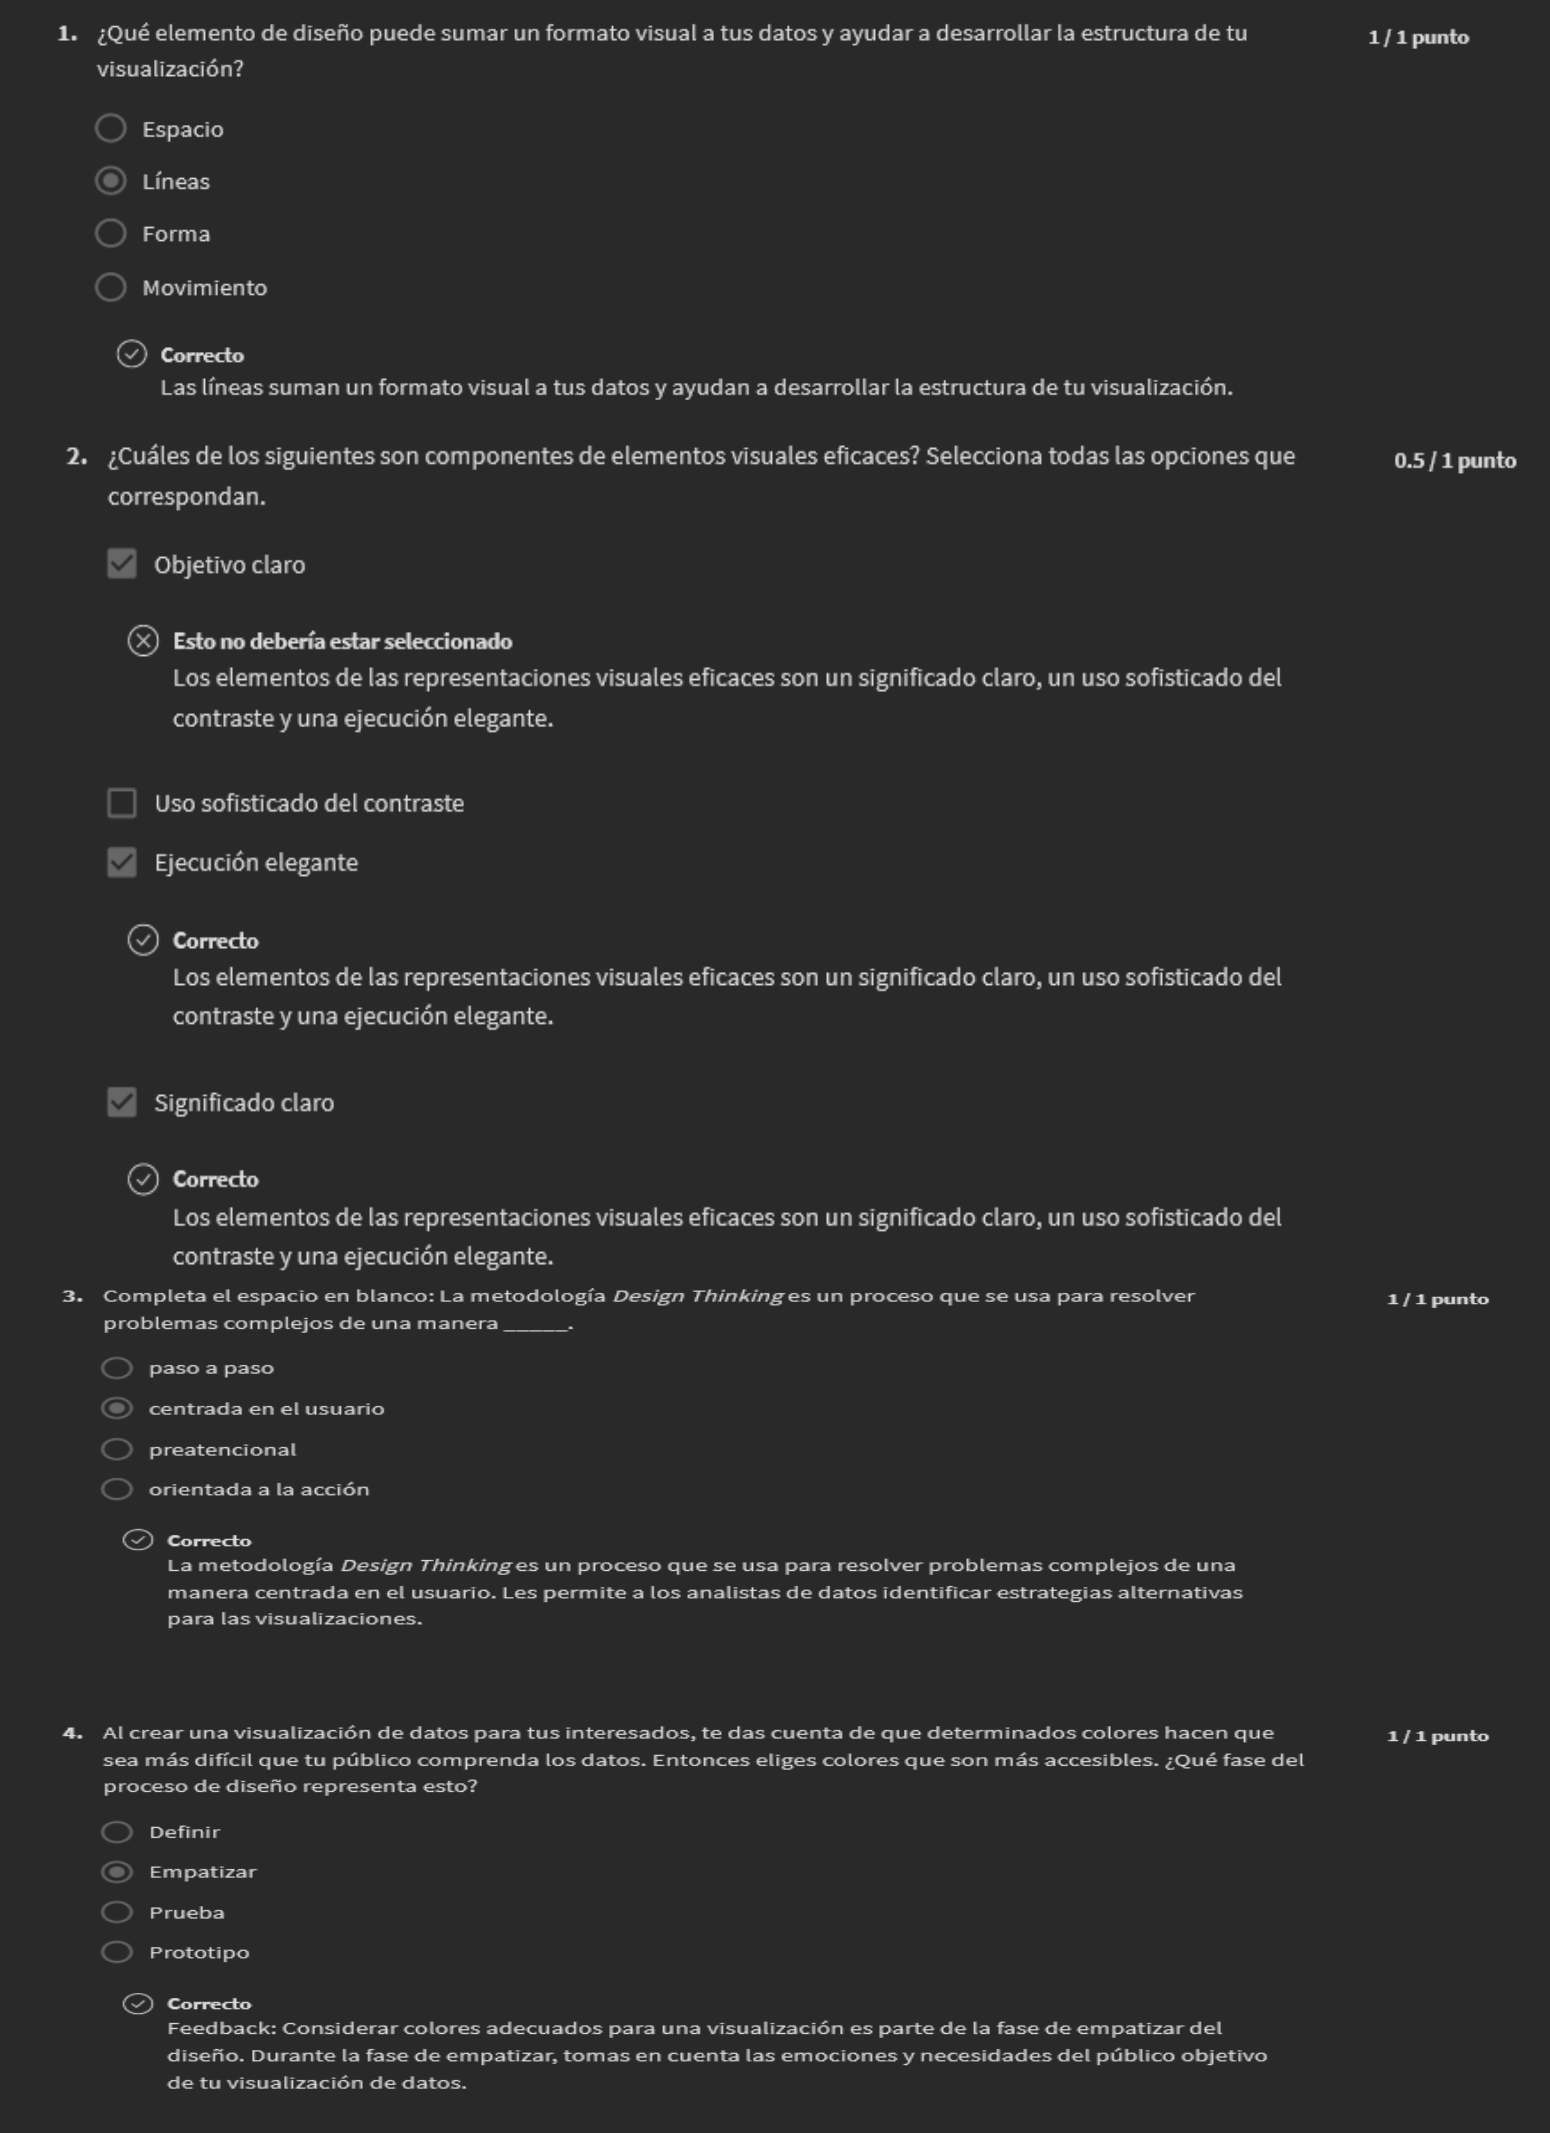 1. ¿Qué elemento de diseño puede sumar un formato visual a tus datos y ayudar a desarrollar la estructura de tu
1 / 1 punto
visualización?
Espacio
Líneas
Forma
Movimiento
Correcto
Las líneas suman un formato visual a tus datos y ayudan a desarrollar la estructura de tu visualización.
2. ¿Cuáles de los siguientes son componentes de elementos visuales eficaces? Selecciona todas las opciones que
0.5 / 1 punto
correspondan.
Objetivo claro
Esto no debería estar seleccionado
Los elementos de las representaciones visuales eficaces son un significado claro, un uso sofisticado del
contraste y una ejecución elegante.
Uso sofisticado del contraste
Ejecución elegante
Correcto
Los elementos de las representaciones visuales eficaces son un significado claro, un uso sofisticado del
contraste y una ejecución elegante.
Significado claro
Correcto
Los elementos de las representaciones visuales eficaces son un significado claro, un uso sofisticado del
contraste y una ejecución elegante.
3. Completa el espacio en blanco: La metodología Design Thinking es un proceso que se usa para resolver
1 / 1 punto
problemas complejos de una manera _____.
paso a paso
centrada en el usuario
preatencional
orientada a la acción
Correcto
La metodología Design Thinking es un proceso que se usa para resolver problemas complejos de una
manera centrada en el usuario. Les permite a los analistas de datos identificar estrategias alternativas
para las visualizaciones.
4. Al crear una visualización de datos para tus interesados, te das cuenta de que determinados colores hacen que
1 / 1 punto
sea más difícil que tu público comprenda los datos. Entonces eliges colores que son más accesibles. ¿Qué fase del
proceso de diseño representa esto?
Definir
Empatizar
Prueba
Prototipo
Correcto
Feedback: Considerar colores adecuados para una visualización es parte de la fase de empatizar del
diseño. Durante la fase de empatizar, tomas en cuenta las emociones y necesidades del público objetivo
de tu visualización de datos.